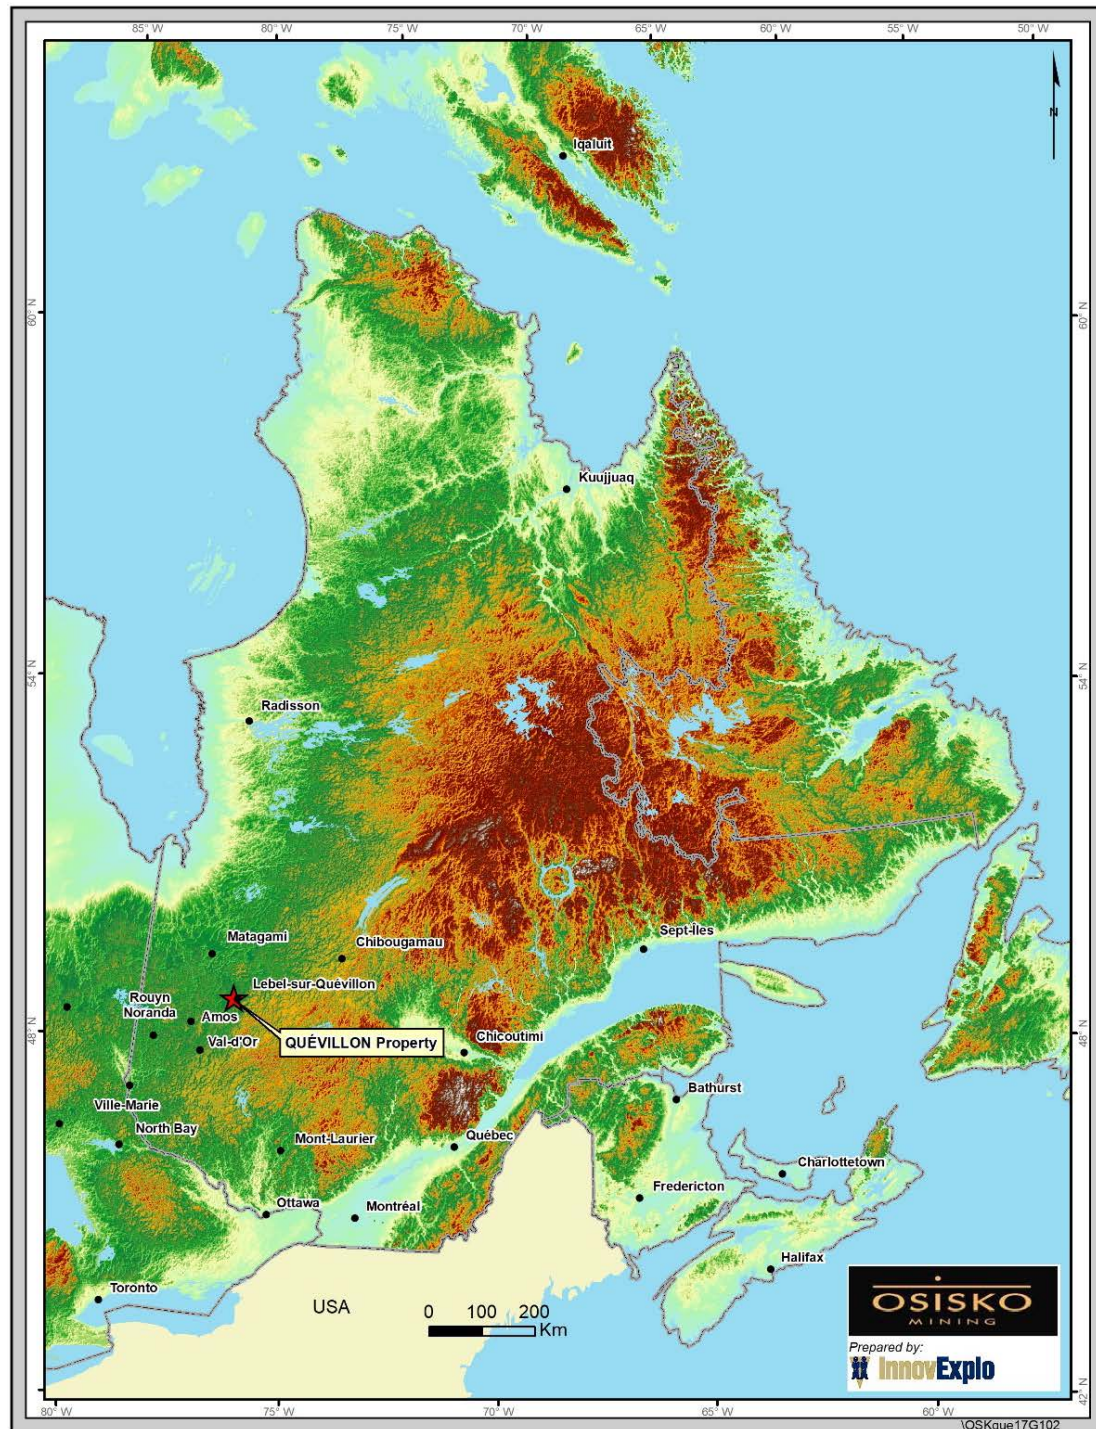 85° W
80° W
75° W
70° W
65° W
60° W
55° W
50° W
N
Iqaluit
60° N
60° N
Kuujjuaq
54° N
54° N
Radisson
Sept-Îles
Matagami
Chibougamau
Lebel-sur-Quévillon
Rouyn
Noranda
Amos
48° N
48° N
Val-d'Or
QUÉVILLON Property
Chicoutimi
Bathurst
Ville-Marie
North Bay
Mont-Laurier
Québec
Charlottetown
Fredericton
Ottawa
Montréal
Halifax
Toronto
USA
0 100 200
Km
OSISKO
MINING
Prepared by:
InnovExplo
42° N
80° W
75° W
70° W
65° W
60° W
\OSKque17G102